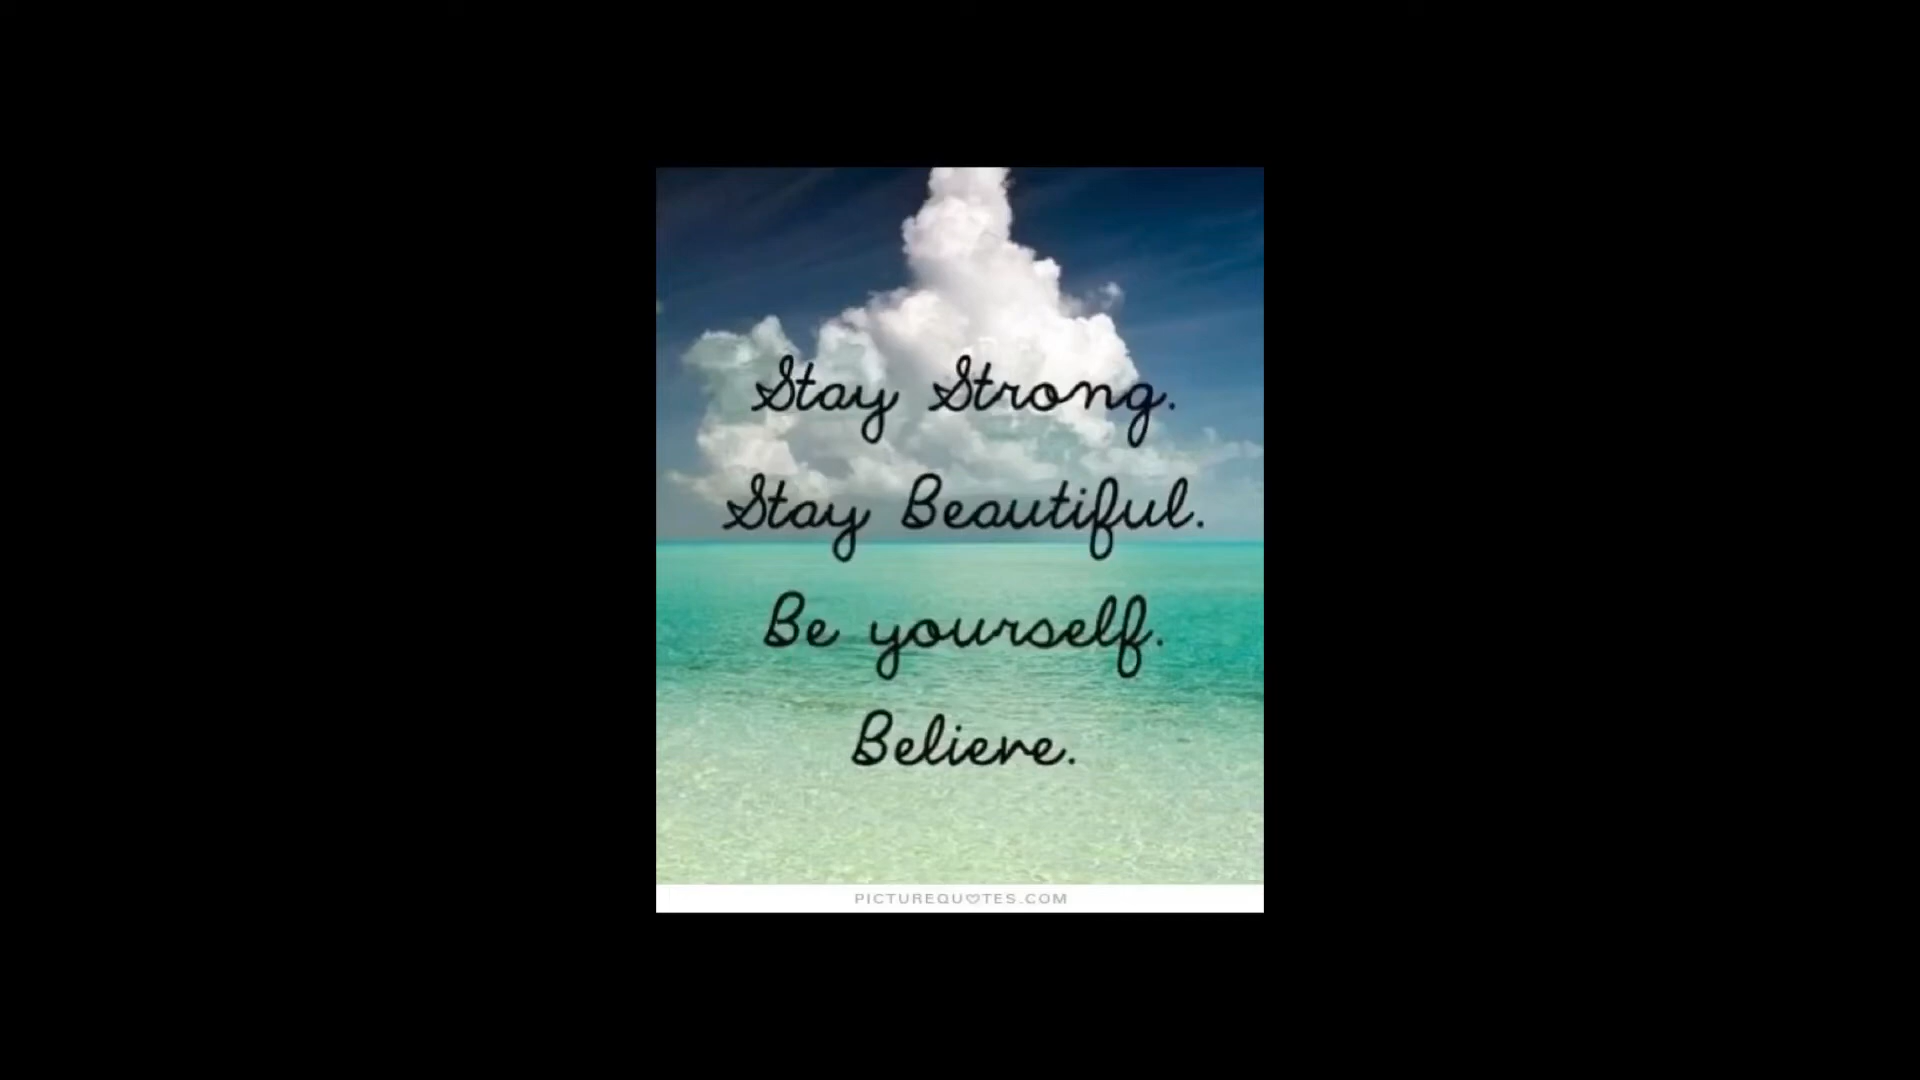 Stay Strong.
Stay Beautiful.
Be yourself.
Believe.
PICTUREQUOTES.COM